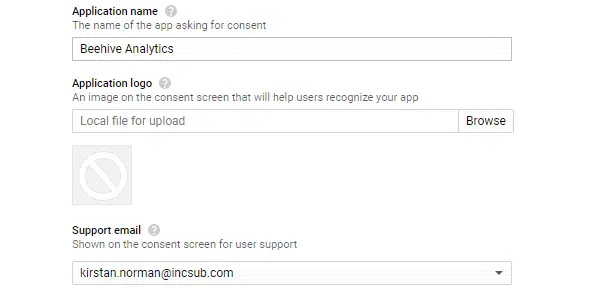 Application name ?
The name of the app asking for consent
Beehive Analytics
Application logo ?
An image on the consent screen that will help users recognize your app
Local file for upload Browse
Support email ?
Shown on the consent screen for user support
kirstan.norman@incsub.com